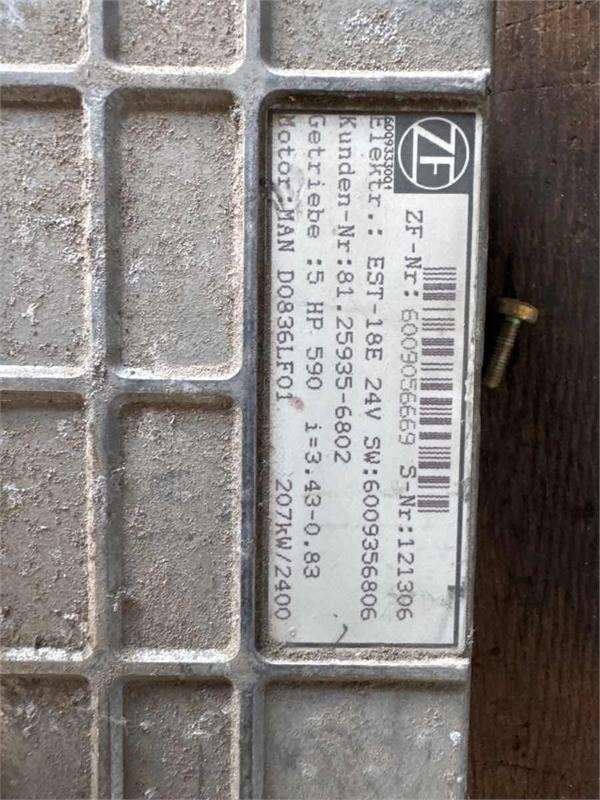 ZF
6009333001
ZF-Nr: 6009056669 S-Nr:121306
Elektr.: EST-18E 24V SW:6009356806
Kunden-Nr:81.25935-6802
Getriebe :5 HP 590 i=3.43-0.83
Motor:MAN D0836LF01 207kW/2400